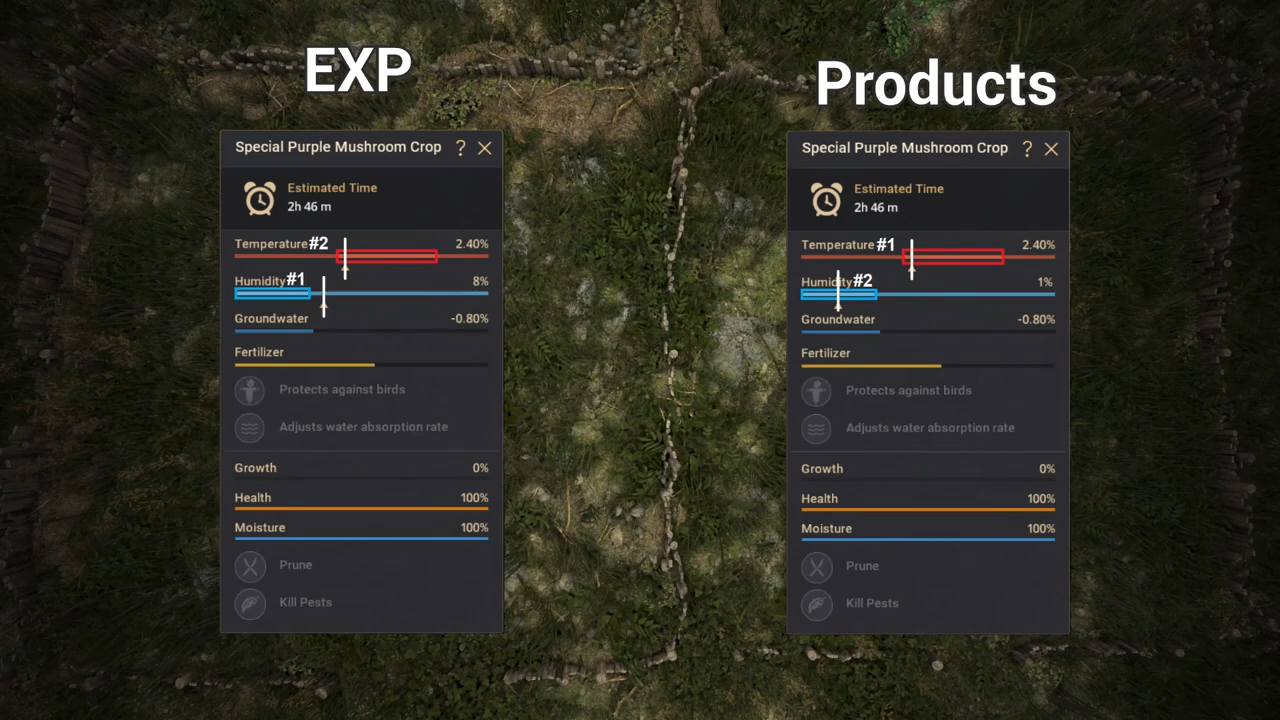 EXP
Special Purple Mushroom Crop ?
Estimated Time
2h 46 m
Temperature #2 2.40%
Humidity #1 8%
Groundwater -0.80%
Fertilizer
Protects against birds
Adjusts water absorption rate
Growth 0%
Health 100%
Moisture 100%
Prune
Kill Pests
Products
Special Purple Mushroom Crop ?
Estimated Time
2h 46 m
Temperature #1 2.40%
Humidity #2 1%
Groundwater -0.80%
Fertilizer
Protects against birds
Adjusts water absorption rate
Growth 0%
Health 100%
Moisture 100%
Prune
Kill Pests